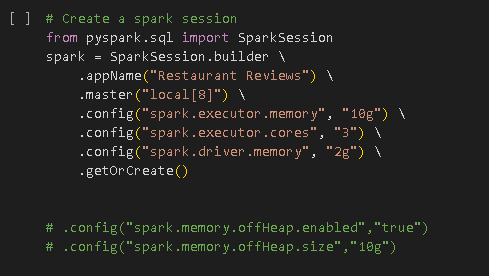 [ ] # Create a spark session
from pyspark.sql import SparkSession
spark = SparkSession.builder \
.appName("Restaurant Reviews") \
.master("local[8]") \
.config("spark.executor.memory", "10g") \
.config("spark.executor.cores", "3") \
.config("spark.driver.memory", "2g") \
.getOrCreate()
# .config("spark.memory.offHeap.enabled","true")
# .config("spark.memory.offHeap.size","10g")